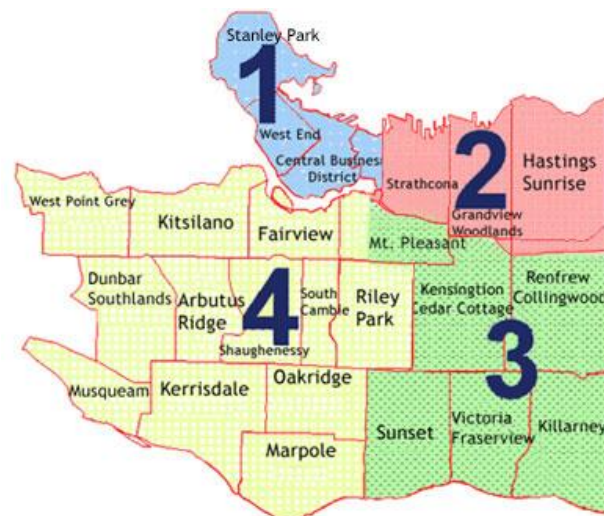 Stanley Park
1
West End
Central Business
District
2
Strathcona
Hastings
Sunrise
Grandview
Woodlands
West Point Grey
Kitsilano
Fairview
Mt. Pleasant
Dunbar
Southlands
Arbutus
Ridge
4
Shaughenessy
South
Cambie
Riley
Park
Kensingtion
Cedar Cottage
Renfrew
Collingwood
3
Musqueam
Kerrisdale
Oakridge
Marpole
Sunset
Victoria
Fraserview
Killarney